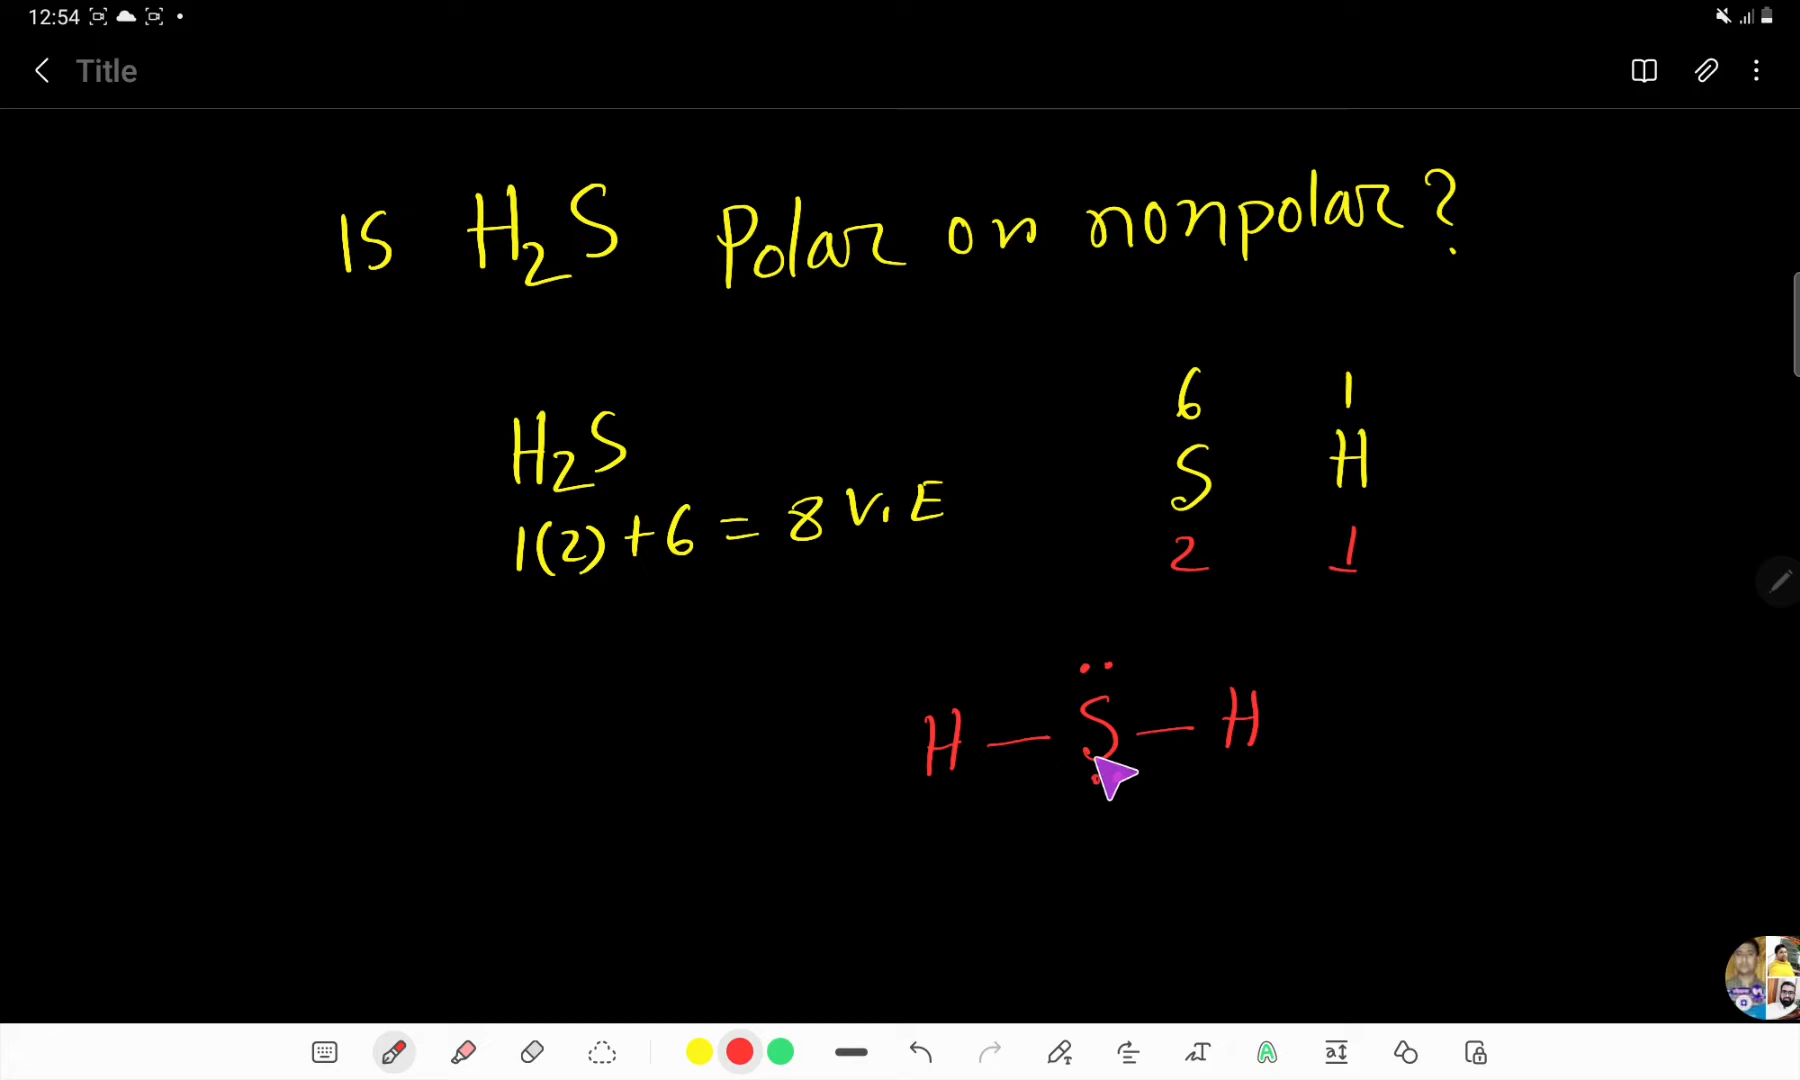 12:54
Title
Is H₂S Polar or nonpolar?
6 1
H₂S S H
1(2)+6 = 8 V.E
2 1
H — S — H